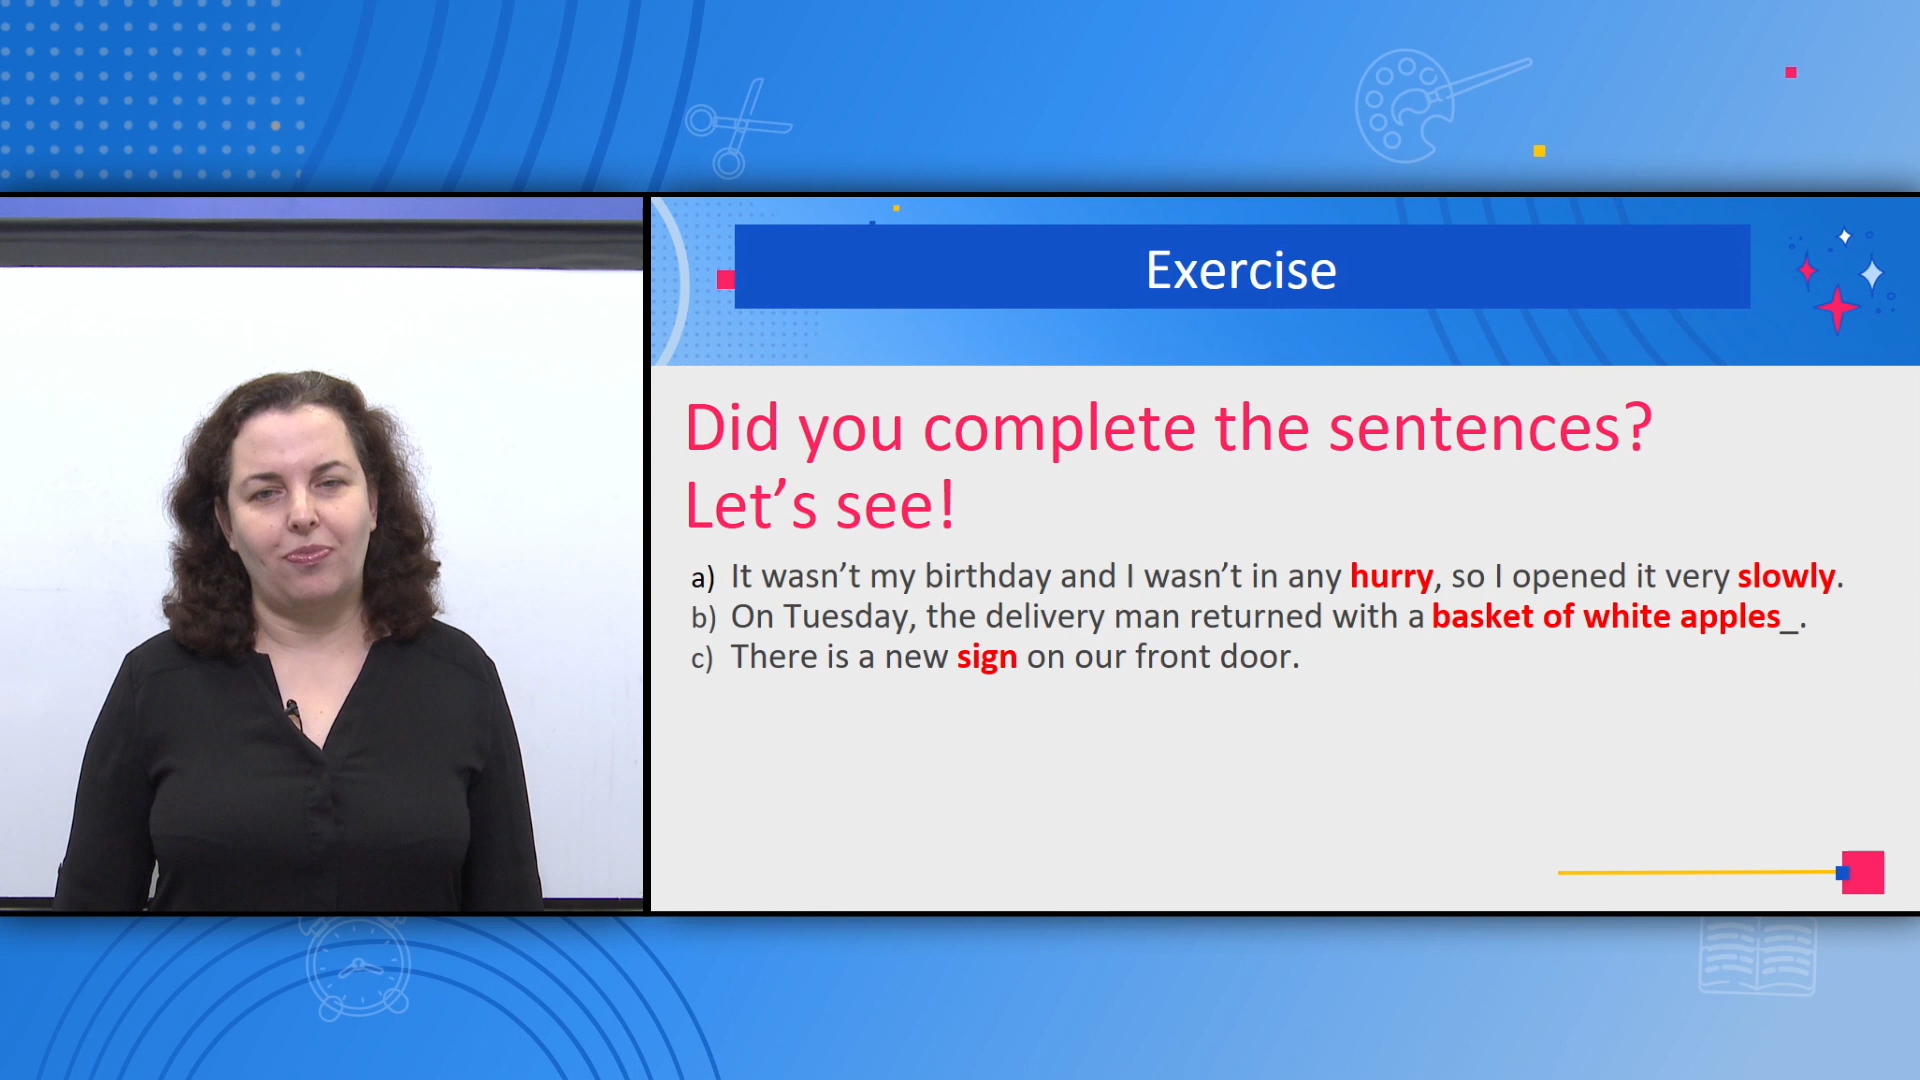 Exercise
Did you complete the sentences?
Let’s see!
a) It wasn’t my birthday and I wasn’t in any hurry, so I opened it very slowly.
b) On Tuesday, the delivery man returned with a basket of white apples_.
c) There is a new sign on our front door.